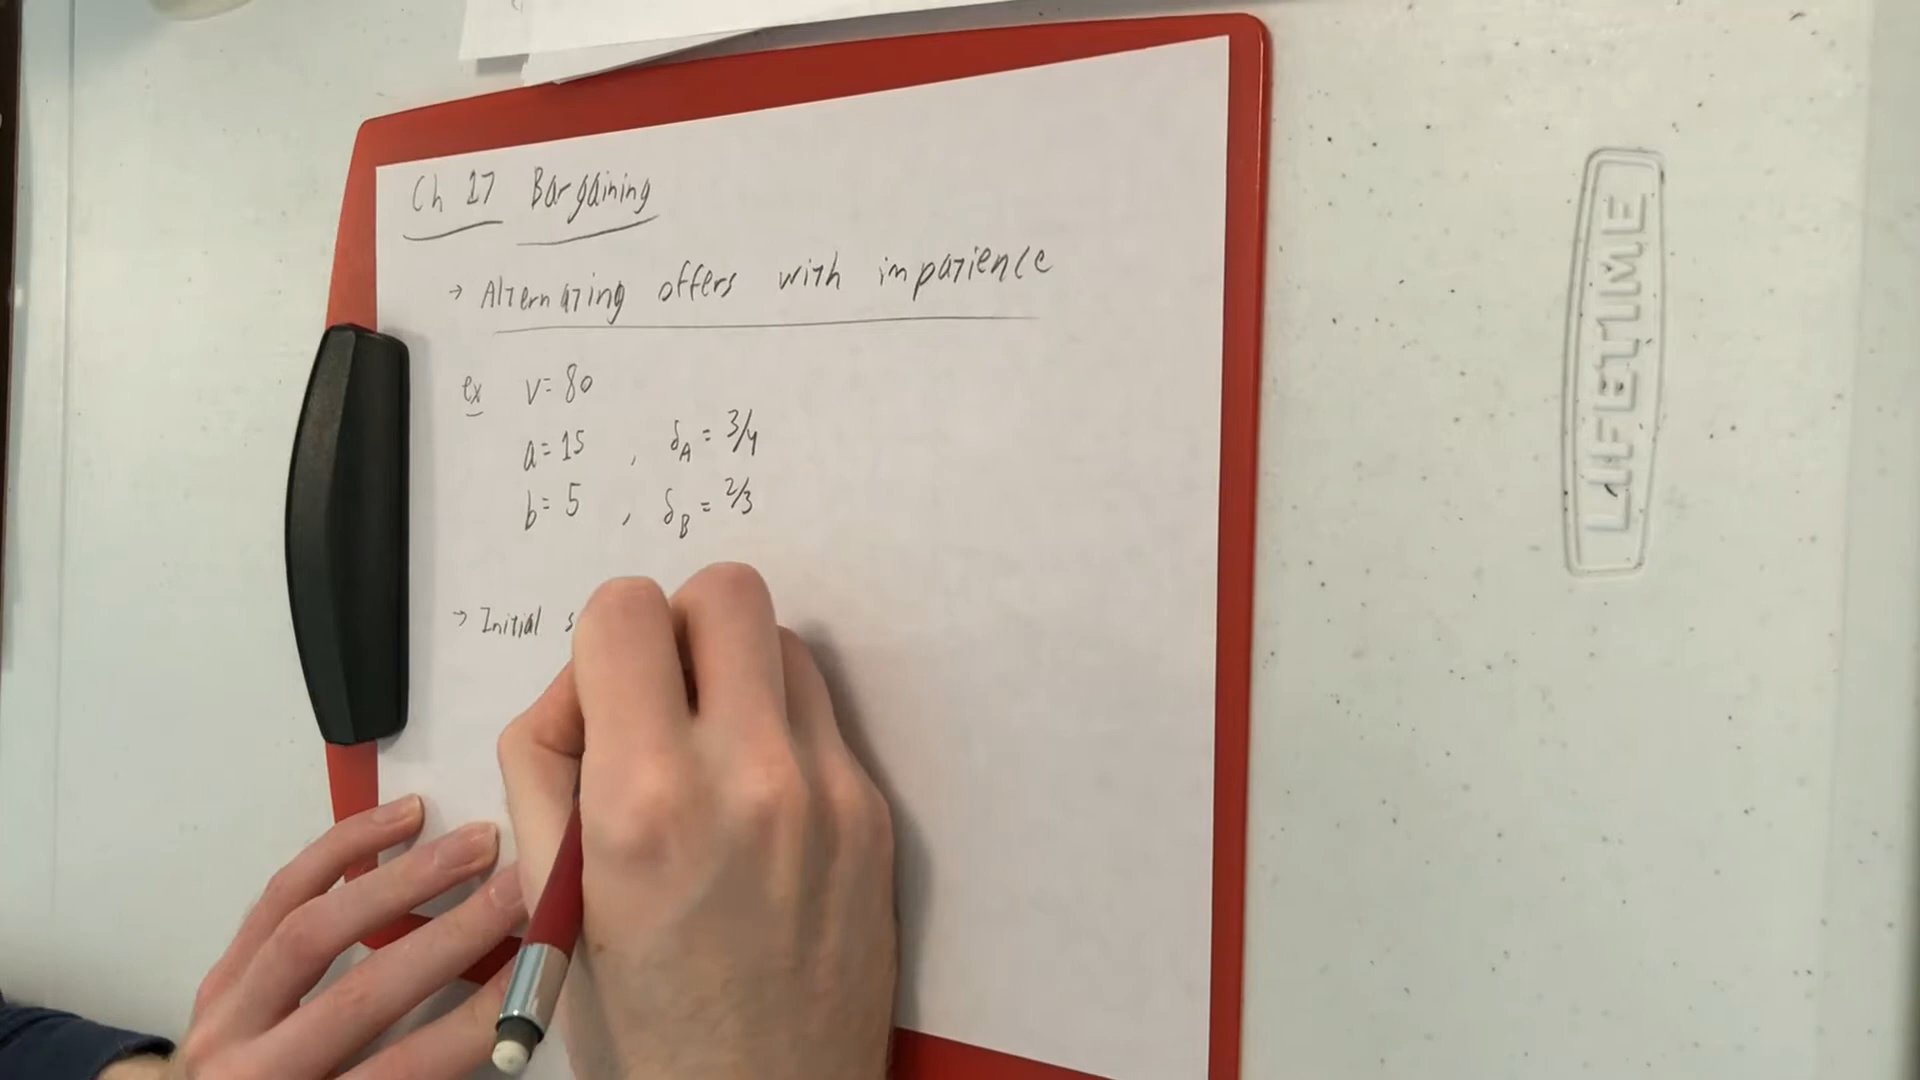 Ch 17 Bargaining
→ Alternating offers with impatience
ex v= 80
a= 15 , δA = 3/4
b= 5 , δB = 2/3
→ Initial s
LIFETIME